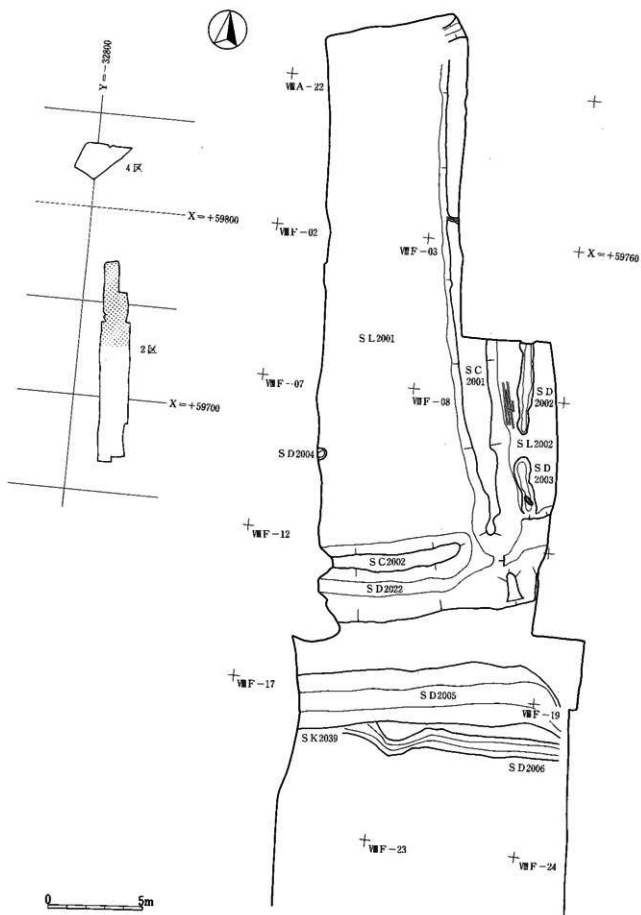 Y=-32800
4区
X=+59800
2区
X=+59700
ⅧA-22
ⅧF-02
ⅧF-03
X=+59760
SL2001
SC
2001
SD
2002
ⅧF-07
ⅧF-08
SL2002
SD2004
SD
2003
ⅧF-12
SC2002
SD2022
ⅧF-17
SD2005
ⅧF-19
SK2039
SD2006
ⅧF-23
ⅧF-24
0 5m